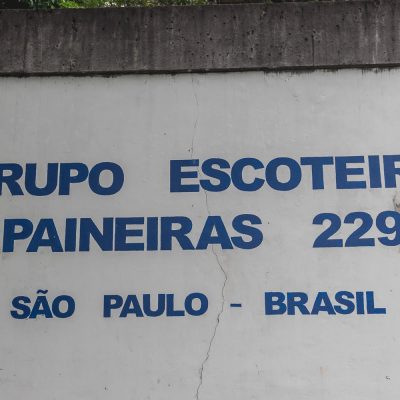 RUPO ESCOTEIR
PAINEIRAS 229
SÃO PAULO - BRASIL